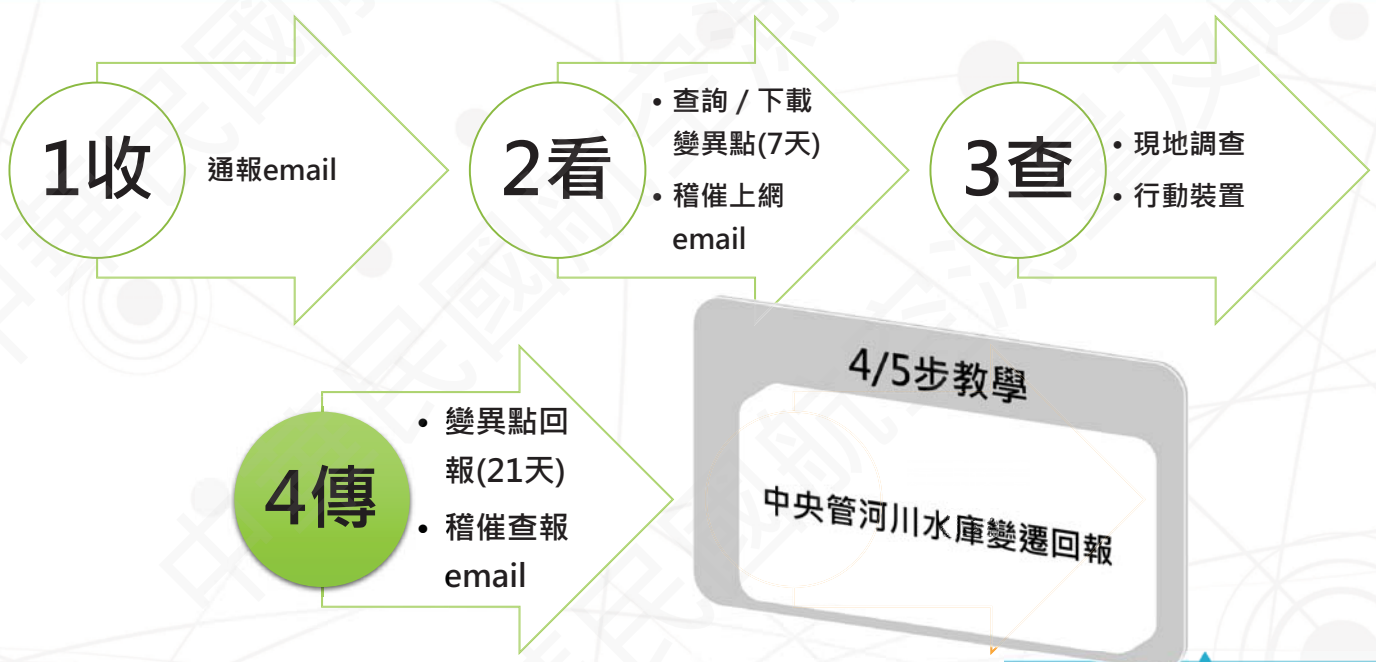 1收
通報email
2看
• 查詢 / 下載
變異點(7天)
• 稽催上網
email
3查
• 現地調查
• 行動裝置
4傳
• 變異點回
報(21天)
• 稽催查報
email
4/5步教學
中央管河川水庫變遷回報